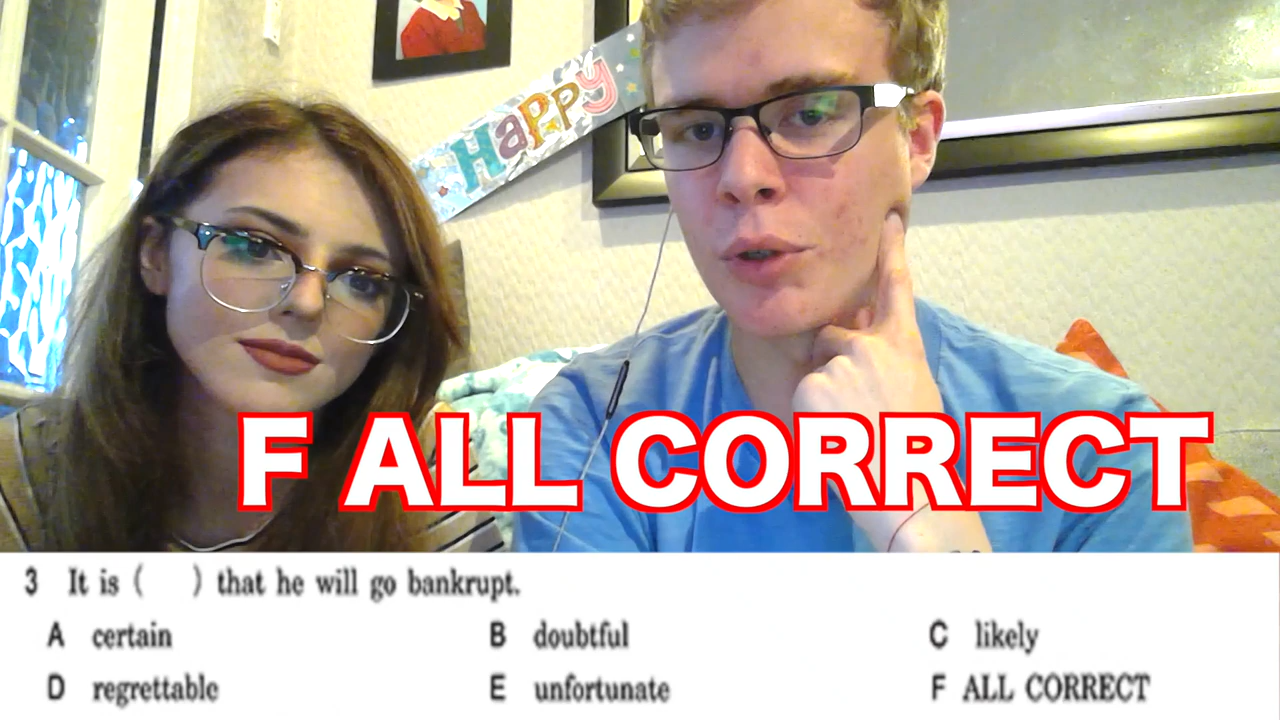 Happy
F ALL CORRECT
3 It is ( ) that he will go bankrupt.
A certain B doubtful C likely
D regrettable E unfortunate F ALL CORRECT